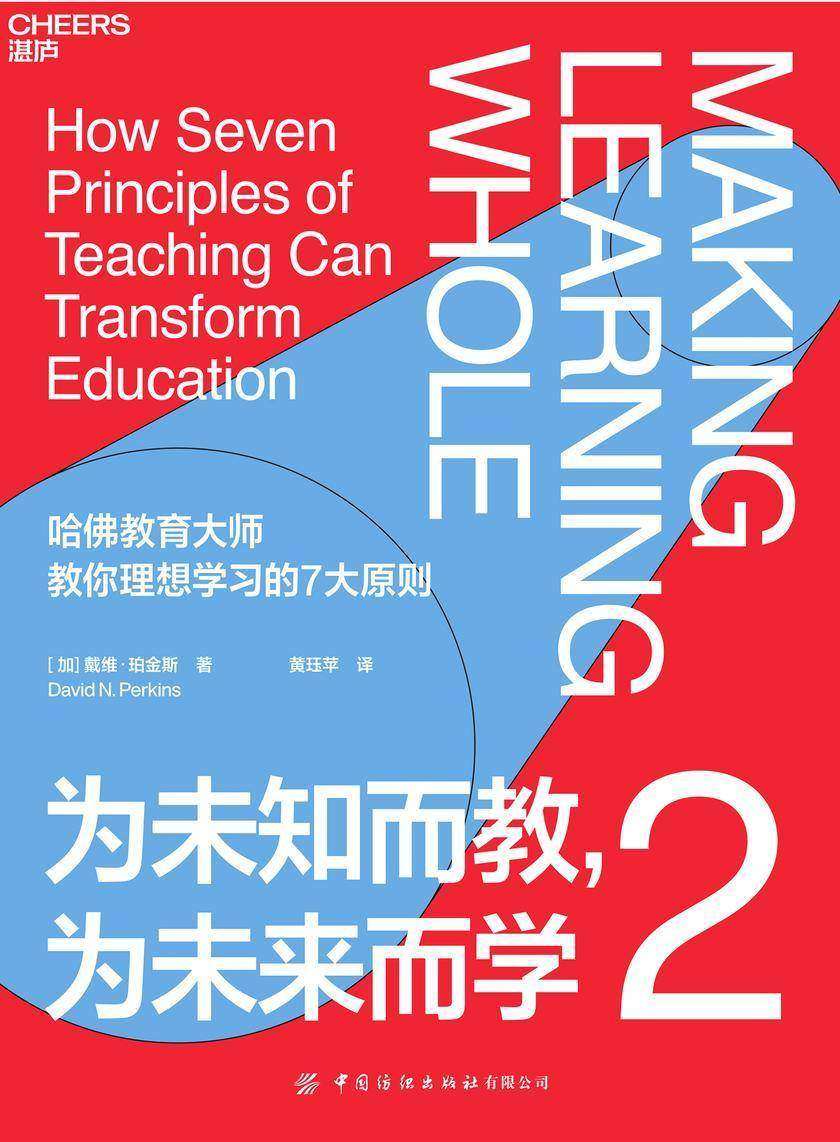 CHEERS
湛庐
MAKING
LEARNING
WHOLE
How Seven
Principles of
Teaching Can
Transform
Education
哈佛教育大师
教你理想学习的7大原则
[加]戴维·珀金斯 著 黄珏苹 译
David N. Perkins
为未知而教,
为未来而学
2
中国纺织出版社有限公司